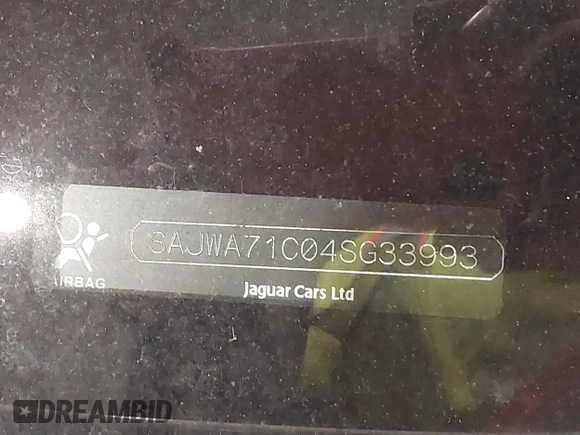 SAJWA71C04SG33993
AIRBAG
Jaguar Cars Ltd
DREAMBID